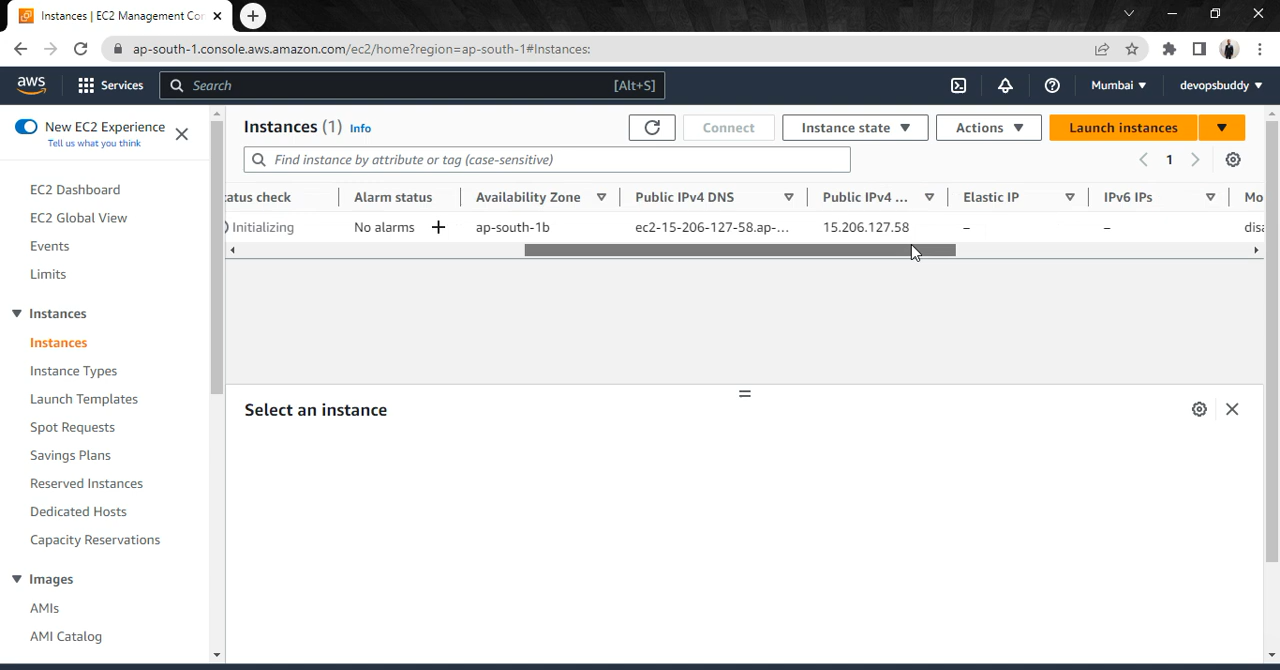 Instances | EC2 Management Con
ap-south-1.console.aws.amazon.com/ec2/home?region=ap-south-1#Instances:
aws
Services
Search
[Alt+S]
Mumbai
devopsbuddy
New EC2 Experience
Tell us what you think
EC2 Dashboard
EC2 Global View
Events
Limits
Instances
Instances
Instance Types
Launch Templates
Spot Requests
Savings Plans
Reserved Instances
Dedicated Hosts
Capacity Reservations
Images
AMIs
AMI Catalog
Instances (1) Info
Connect
Instance state
Actions
Launch instances
Find instance by attribute or tag (case-sensitive)
1
atus check Alarm status Availability Zone Public IPv4 DNS Public IPv4 ... Elastic IP IPv6 IPs Mo
Initializing No alarms + ap-south-1b ec2-15-206-127-58.ap-... 15.206.127.58 – – disa
Select an instance